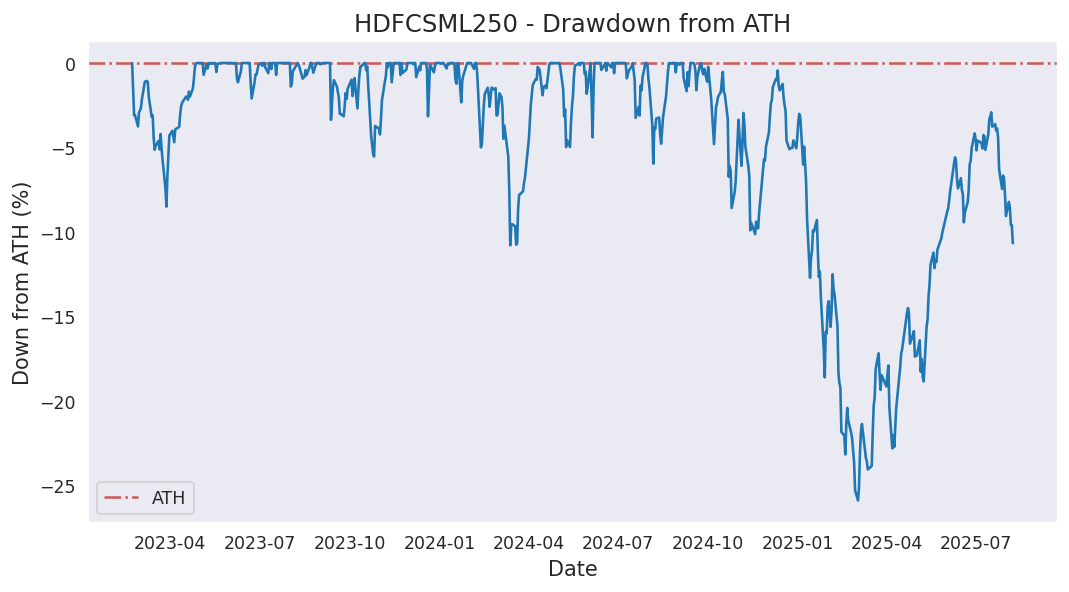 HDFCSML250 - Drawdown from ATH
Down from ATH (%)
0
−5
−10
−15
−20
−25
ATH
2023-04 2023-07 2023-10 2024-01 2024-04 2024-07 2024-10 2025-01 2025-04 2025-07
Date